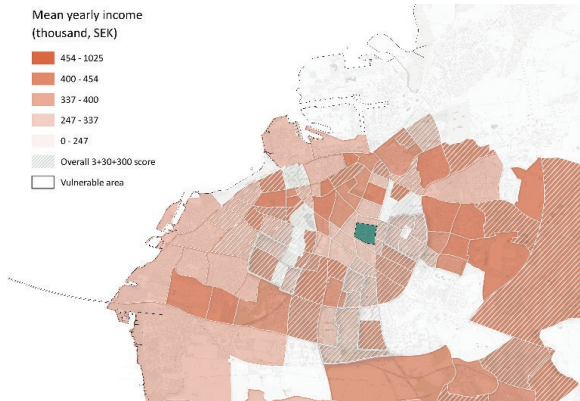 Mean yearly income
(thousand, SEK)
454 - 1025
400 - 454
337 - 400
247 - 337
0 - 247
Overall 3+30+300 score
Vulnerable area